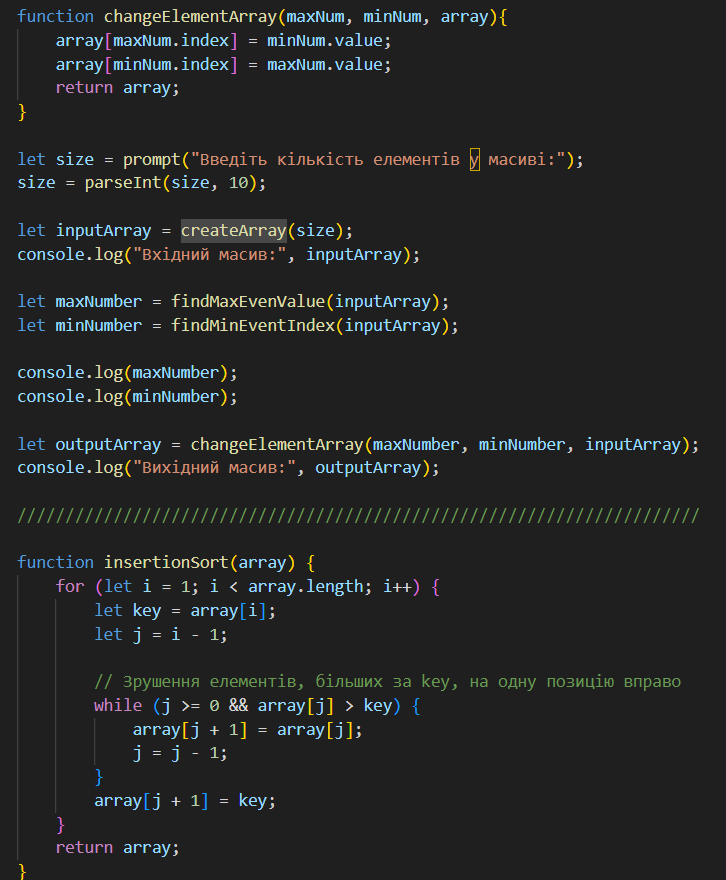 function changeElementArray(maxNum, minNum, array){
    array[maxNum.index] = minNum.value;
    array[minNum.index] = maxNum.value;
    return array;
}
let size = prompt("Введіть кількість елементів у масиві:");
size = parseInt(size, 10);
let inputArray = createArray(size);
console.log("Вхідний масив:", inputArray);
let maxNumber = findMaxEvenValue(inputArray);
let minNumber = findMinEventIndex(inputArray);
console.log(maxNumber);
console.log(minNumber);
let outputArray = changeElementArray(maxNumber, minNumber, inputArray);
console.log("Вихідний масив:", outputArray);
///////////////////////////////////////////////////////////////////////
function insertionSort(array) {
    for (let i = 1; i < array.length; i++) {
        let key = array[i];
        let j = i - 1;
        // Зрушення елементів, більших за key, на одну позицію вправо
        while (j >= 0 && array[j] > key) {
            array[j + 1] = array[j];
            j = j - 1;
        }
        array[j + 1] = key;
    }
    return array;
}